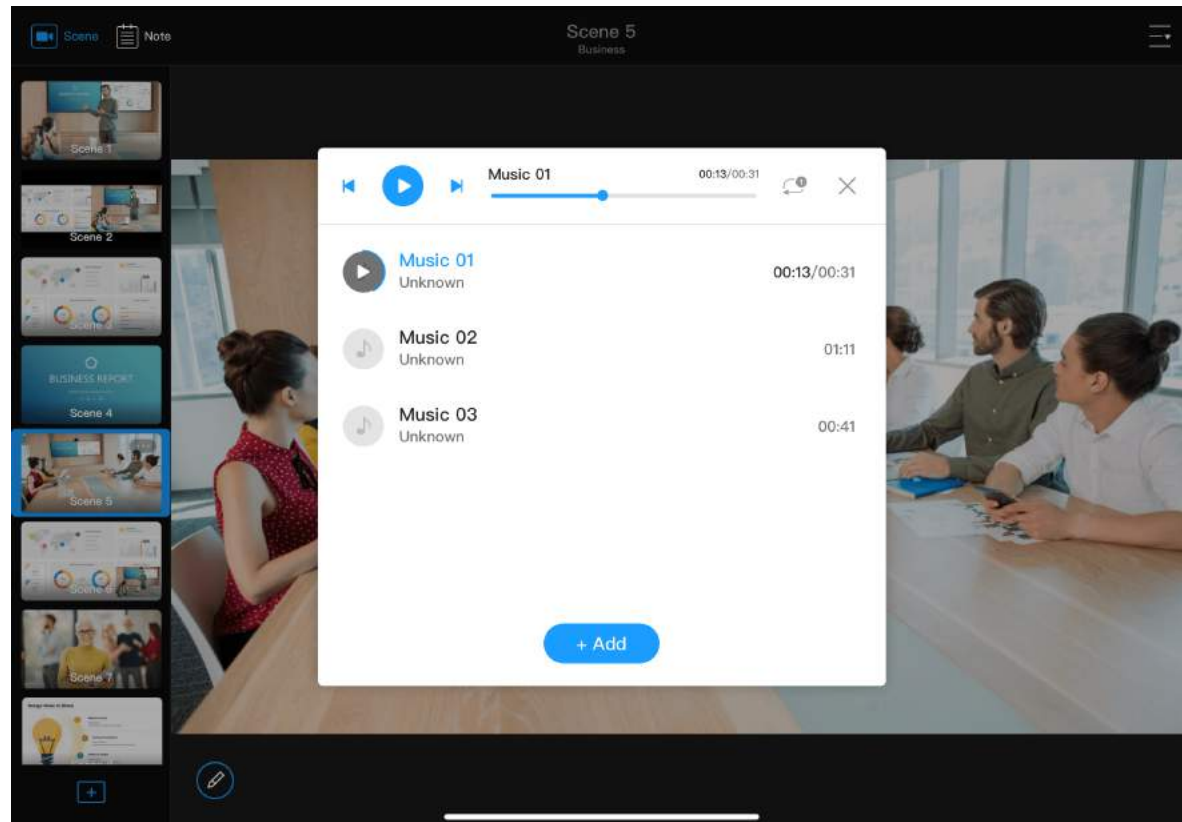 Scene
Note
Scene 5
Business
Scene 1
Scene 2
Scene 3
BUSINESS REPORT
Scene 4
Scene 5
Scene 6
Scene 7
Music 01
00:13/00:31
1
Music 01
Unknown
00:13/00:31
Music 02
Unknown
01:11
Music 03
Unknown
00:41
+ Add